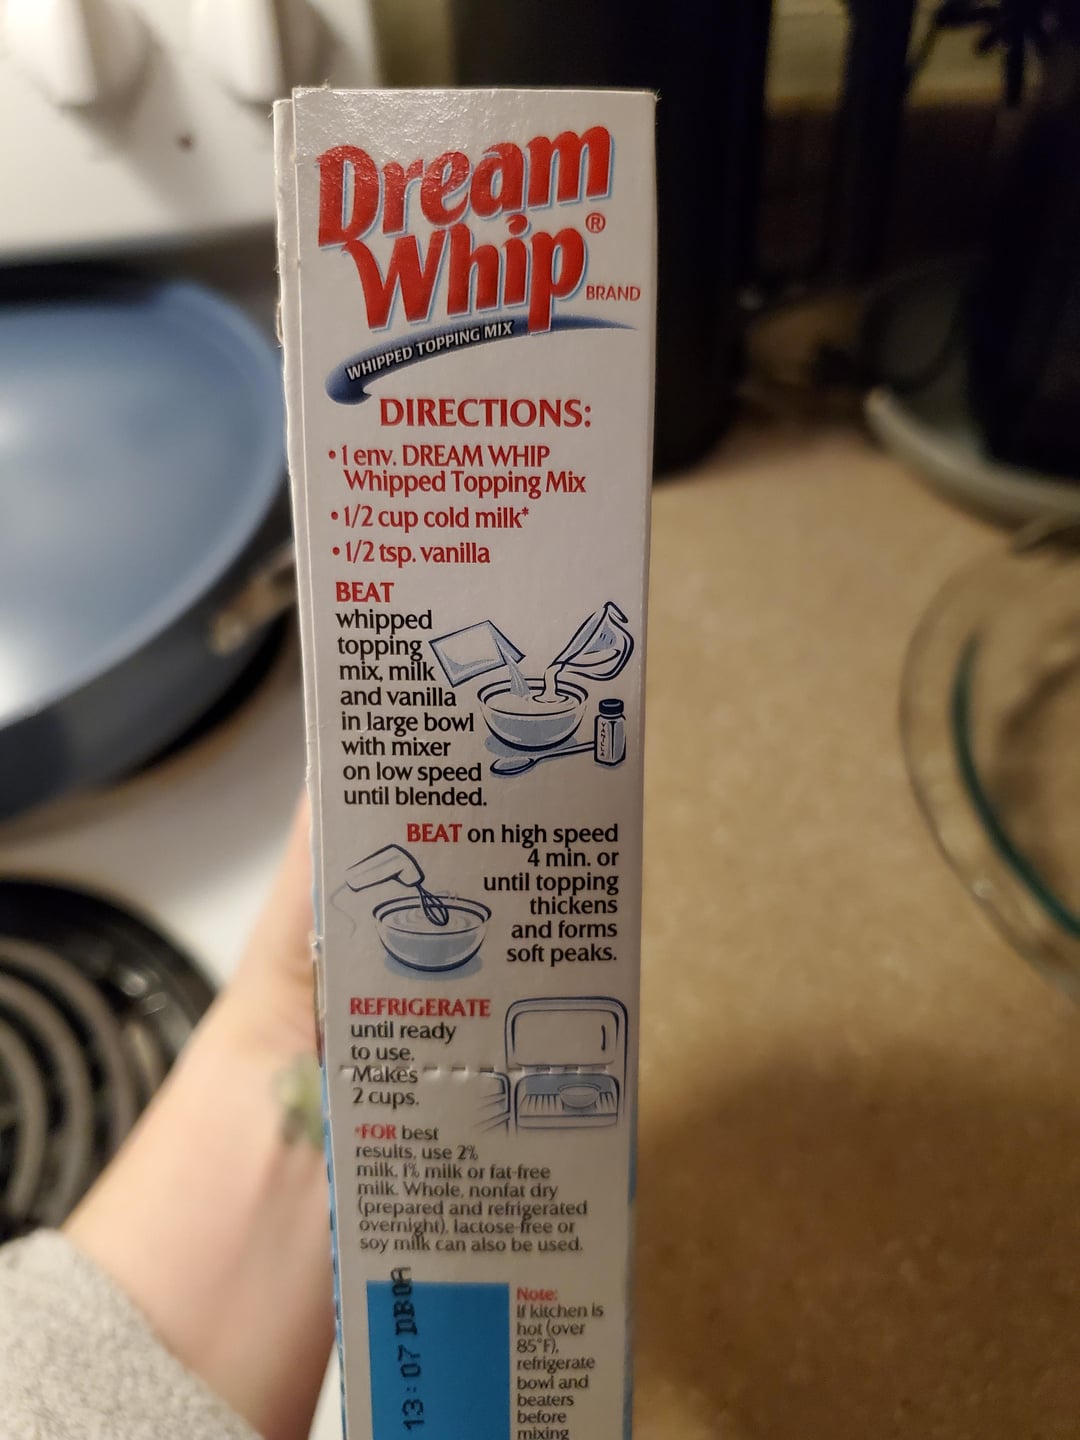 Dream
Whip®
BRAND
WHIPPED TOPPING MIX
DIRECTIONS:
• 1 env. DREAM WHIP
Whipped Topping Mix
• 1/2 cup cold milk*
• 1/2 tsp. vanilla
BEAT
whipped
topping
mix, milk
and vanilla
in large bowl
with mixer
on low speed
until blended.
BEAT on high speed
4 min. or
until topping
thickens
and forms
soft peaks.
REFRIGERATE
until ready
to use.
Makes
2 cups.
*FOR best
results, use 2%
milk, 1% milk or fat-free
milk. Whole, nonfat dry
(prepared and refrigerated
overnight), lactose-free or
soy milk can also be used.
13:07
Note:
If kitchen is
hot (over
85°F),
refrigerate
bowl and
beaters
before
mixing